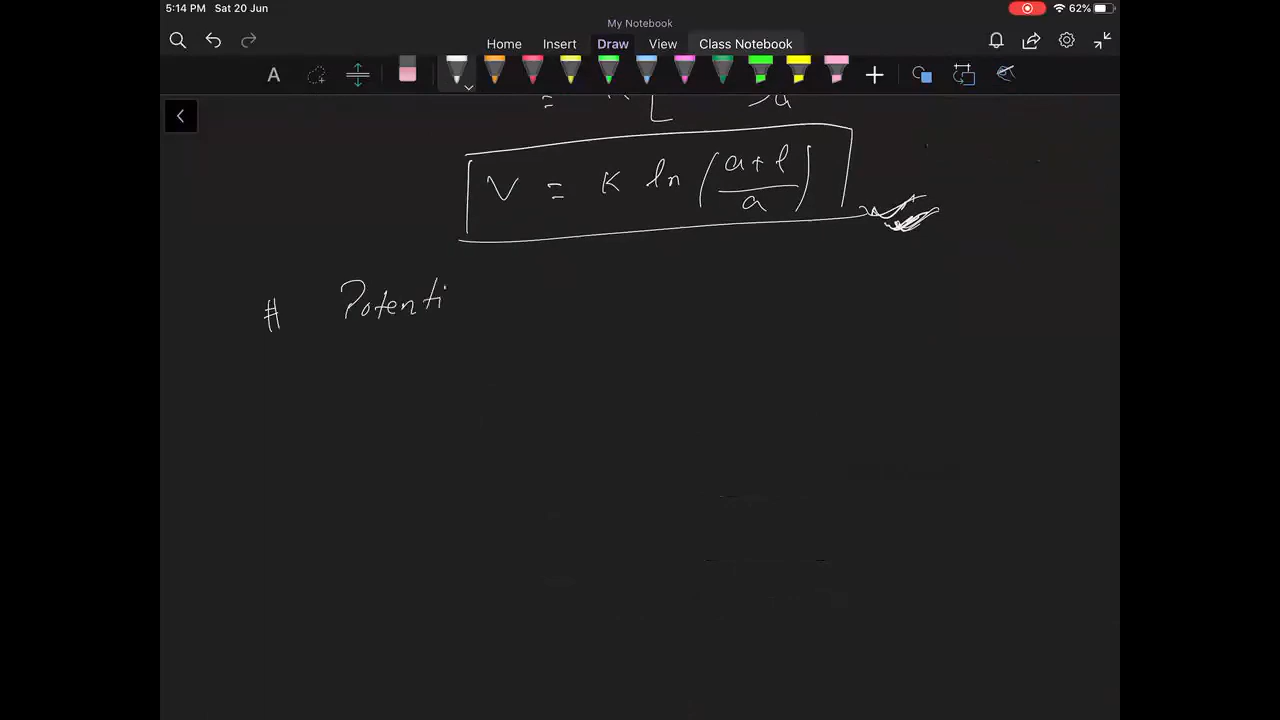 5:14 PM Sat 20 Jun
62%
My Notebook
Home Insert Draw View Class Notebook
A
V = K ln (a+l / a)
# Potenti